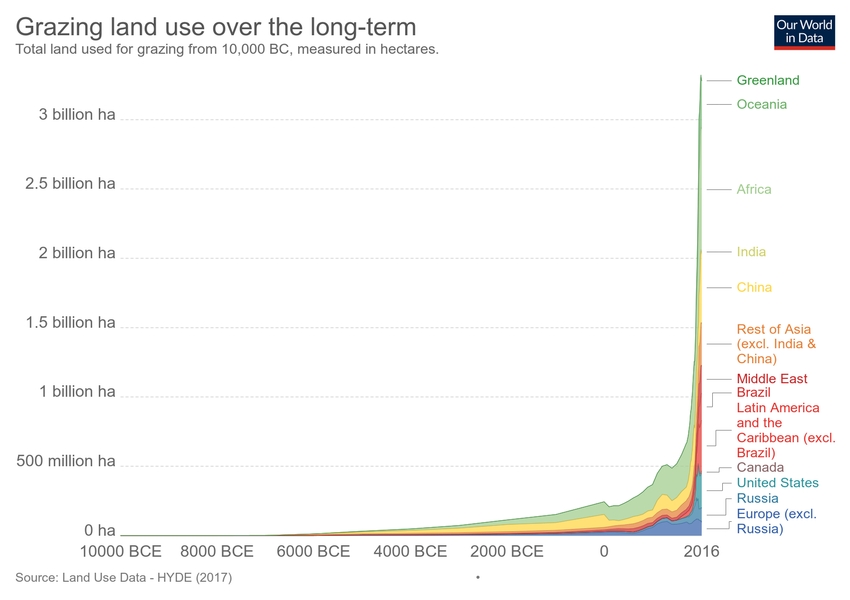 Grazing land use over the long-term
Total land used for grazing from 10,000 BC, measured in hectares.
Our World
in Data
3 billion ha
2.5 billion ha
2 billion ha
1.5 billion ha
1 billion ha
500 million ha
0 ha
10000 BCE
8000 BCE
6000 BCE
4000 BCE
2000 BCE
0
2016
Greenland
Oceania
Africa
India
China
Rest of Asia
(excl. India &
China)
Middle East
Brazil
Latin America
and the
Caribbean (excl.
Brazil)
Canada
United States
Russia
Europe (excl.
Russia)
Source: Land Use Data - HYDE (2017)
•